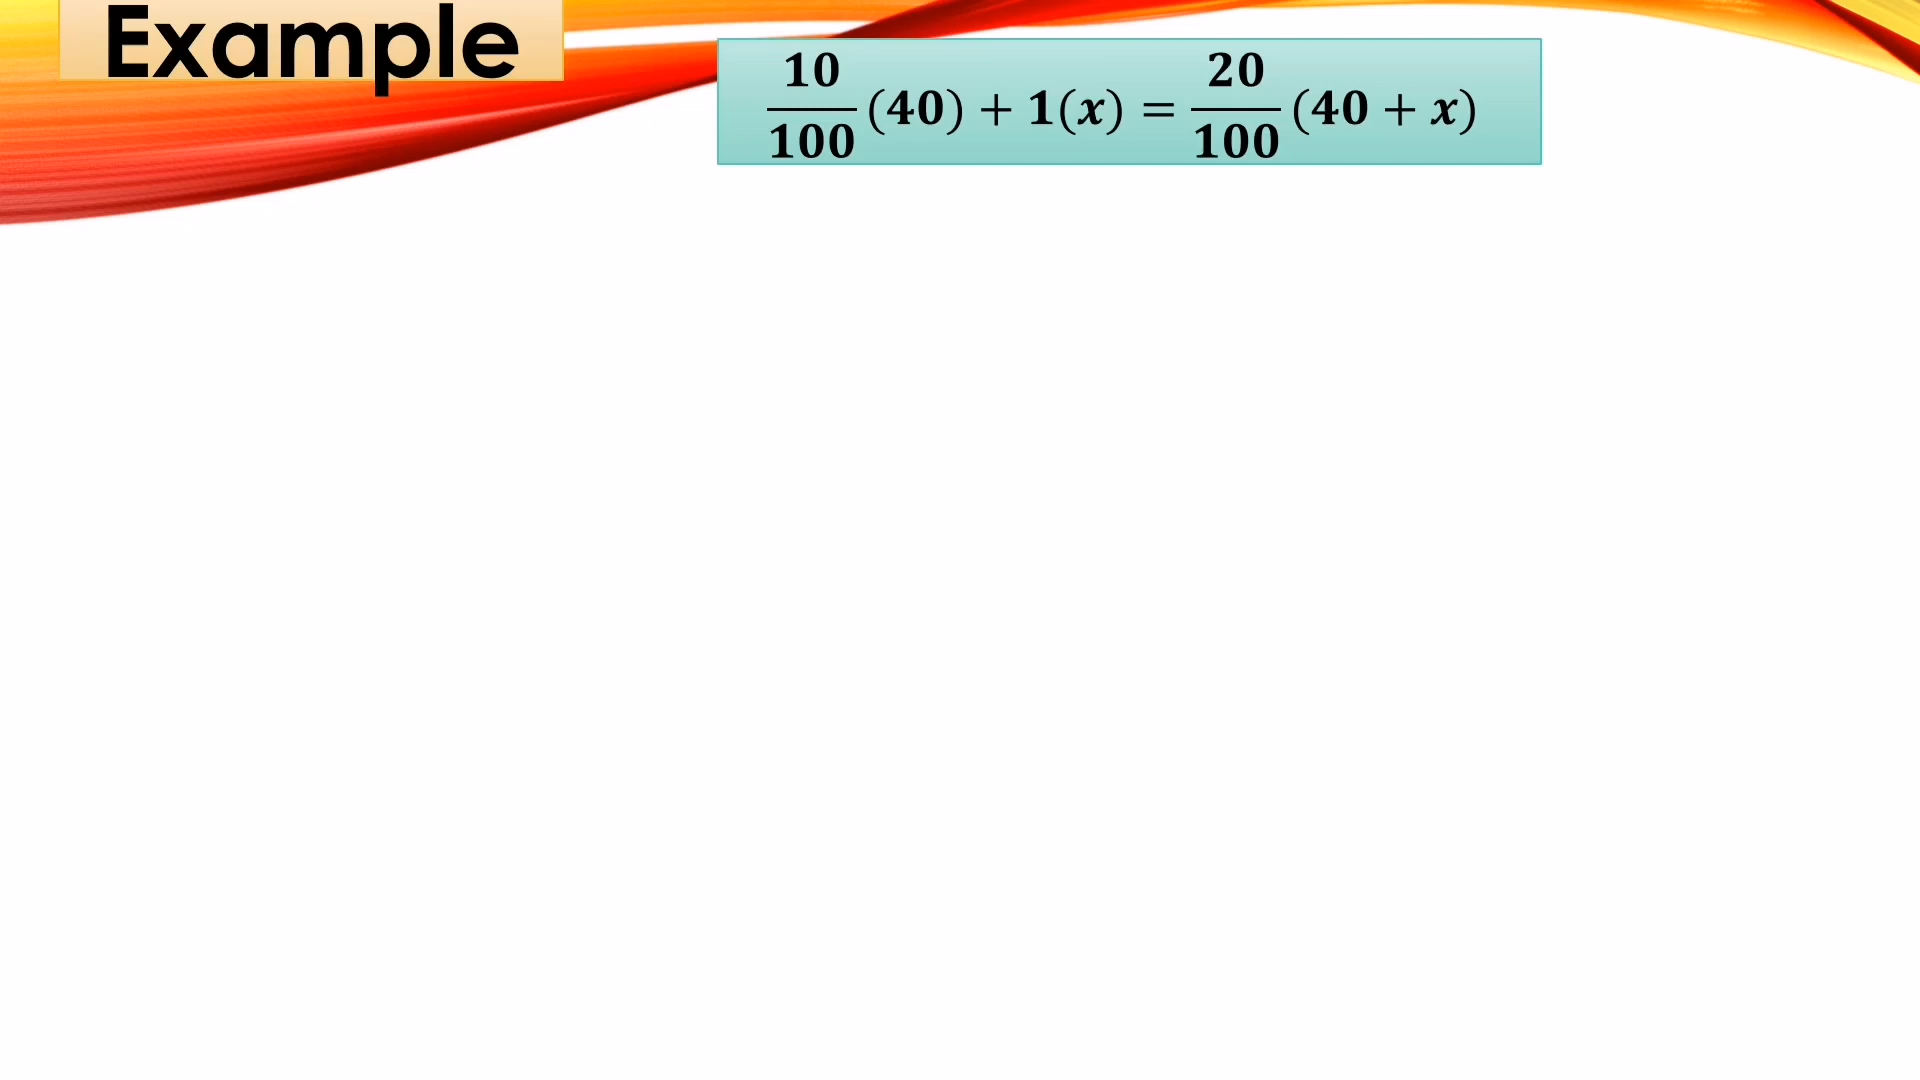 Example
10/100 (40) + 1(x) = 20/100 (40 + x)